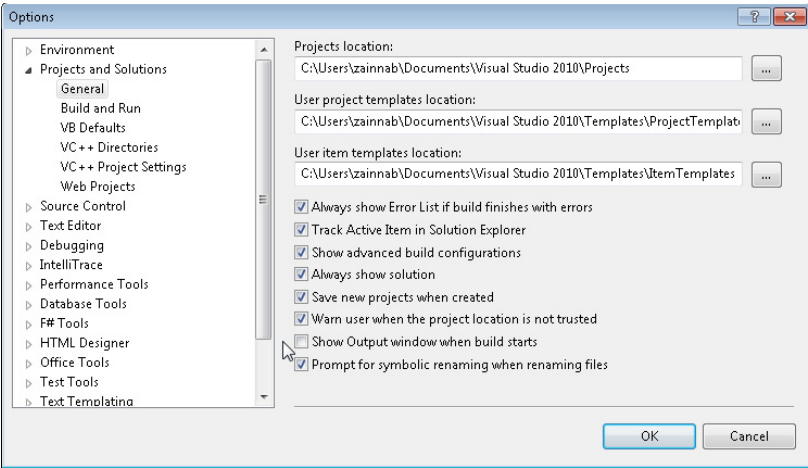 Options
Environment
Projects and Solutions
General
Build and Run
VB Defaults
VC++ Directories
VC++ Project Settings
Web Projects
Source Control
Text Editor
Debugging
IntelliTrace
Performance Tools
Database Tools
F# Tools
HTML Designer
Office Tools
Test Tools
Text Templating
Projects location:
C:\Users\zainnab\Documents\Visual Studio 2010\Projects
...
User project templates location:
C:\Users\zainnab\Documents\Visual Studio 2010\Templates\ProjectTemplat
...
User item templates location:
C:\Users\zainnab\Documents\Visual Studio 2010\Templates\ItemTemplates
...
Always show Error List if build finishes with errors
Track Active Item in Solution Explorer
Show advanced build configurations
Always show solution
Save new projects when created
Warn user when the project location is not trusted
Show Output window when build starts
Prompt for symbolic renaming when renaming files
OK
Cancel